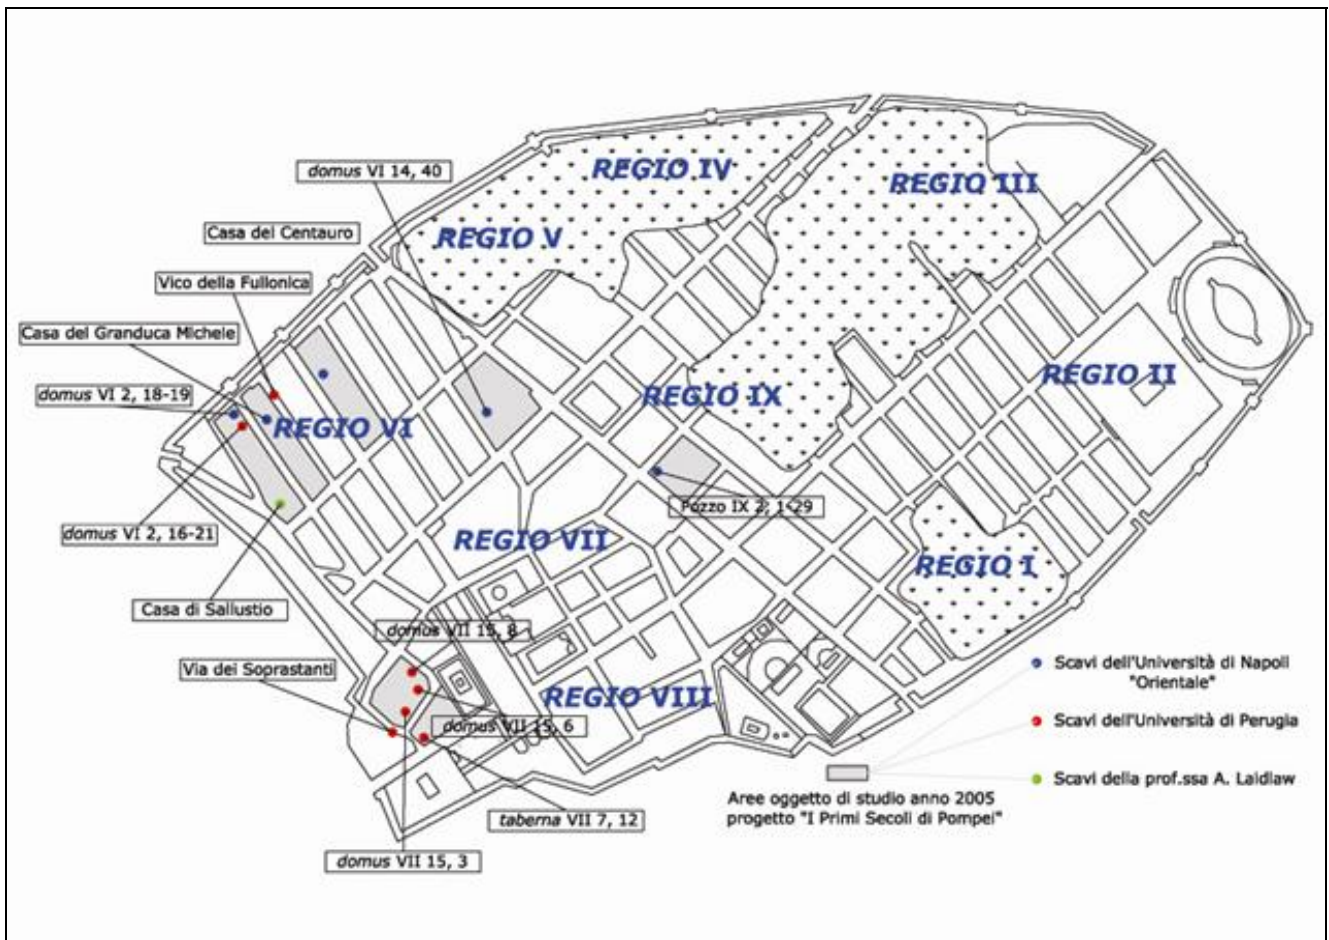 REGIO IV
domus VI 14, 40
REGIO III
Casa del Centauro
REGIO V
Vico della Fullonica
Casa del Granduca Michele
REGIO II
domus VI 2, 18-19
REGIO IX
REGIO VI
Pozzo IX 2, 1-29
domus VI 2, 16-21
REGIO VII
REGIO I
Casa di Sallustio
domus VII 15, 8
Via dei Soprastanti
REGIO VIII
domus VII 15, 6
taberna VII 7, 12
domus VII 15, 3
Scavi dell'Università di Napoli
"Orientale"
Scavi dell'Università di Perugia
Scavi della prof.ssa A. Laidlaw
Aree oggetto di studio anno 2005
progetto "I Primi Secoli di Pompei"